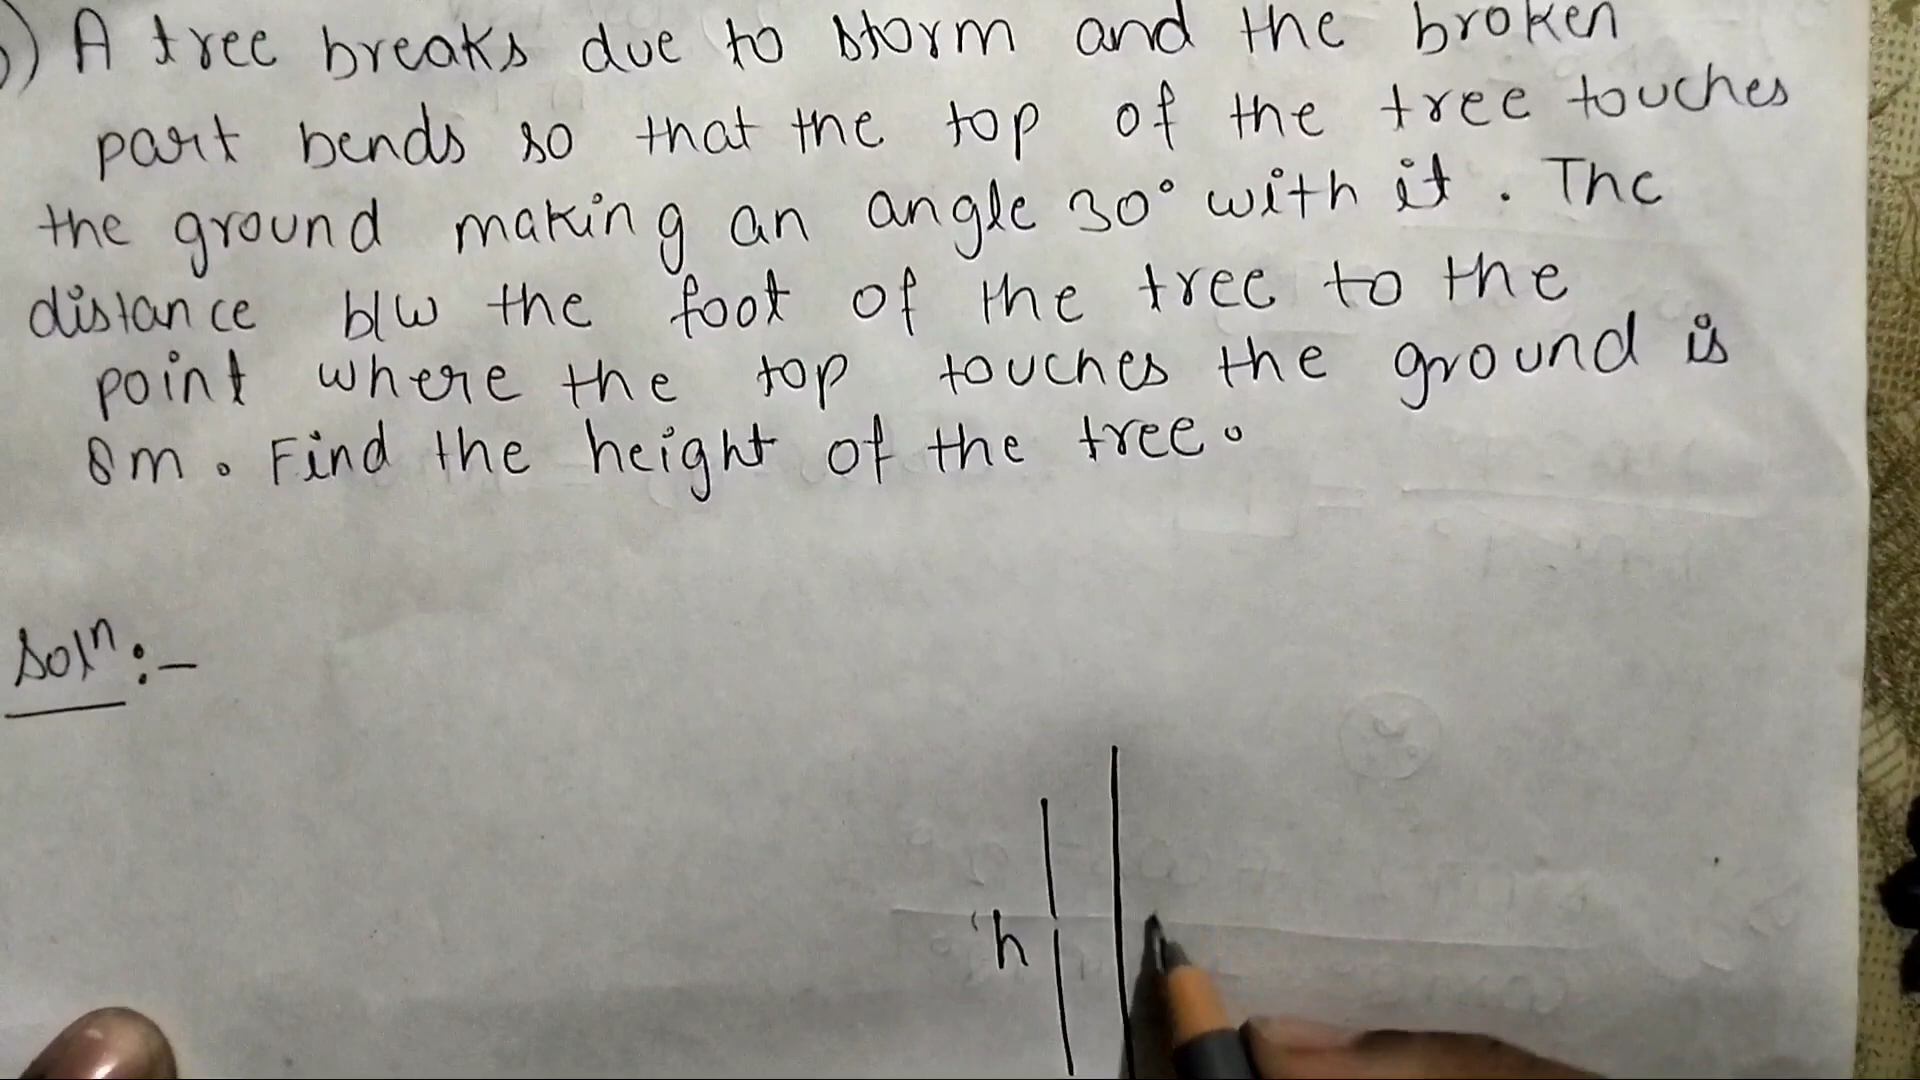 ) A tree breaks due to storm and the broken
part bends so that the top of the tree touches
the ground making an angle 30° with it. The
distance b/w the foot of the tree to the
point where the top touches the ground is
8m. Find the height of the tree.
Solⁿ:-
'h